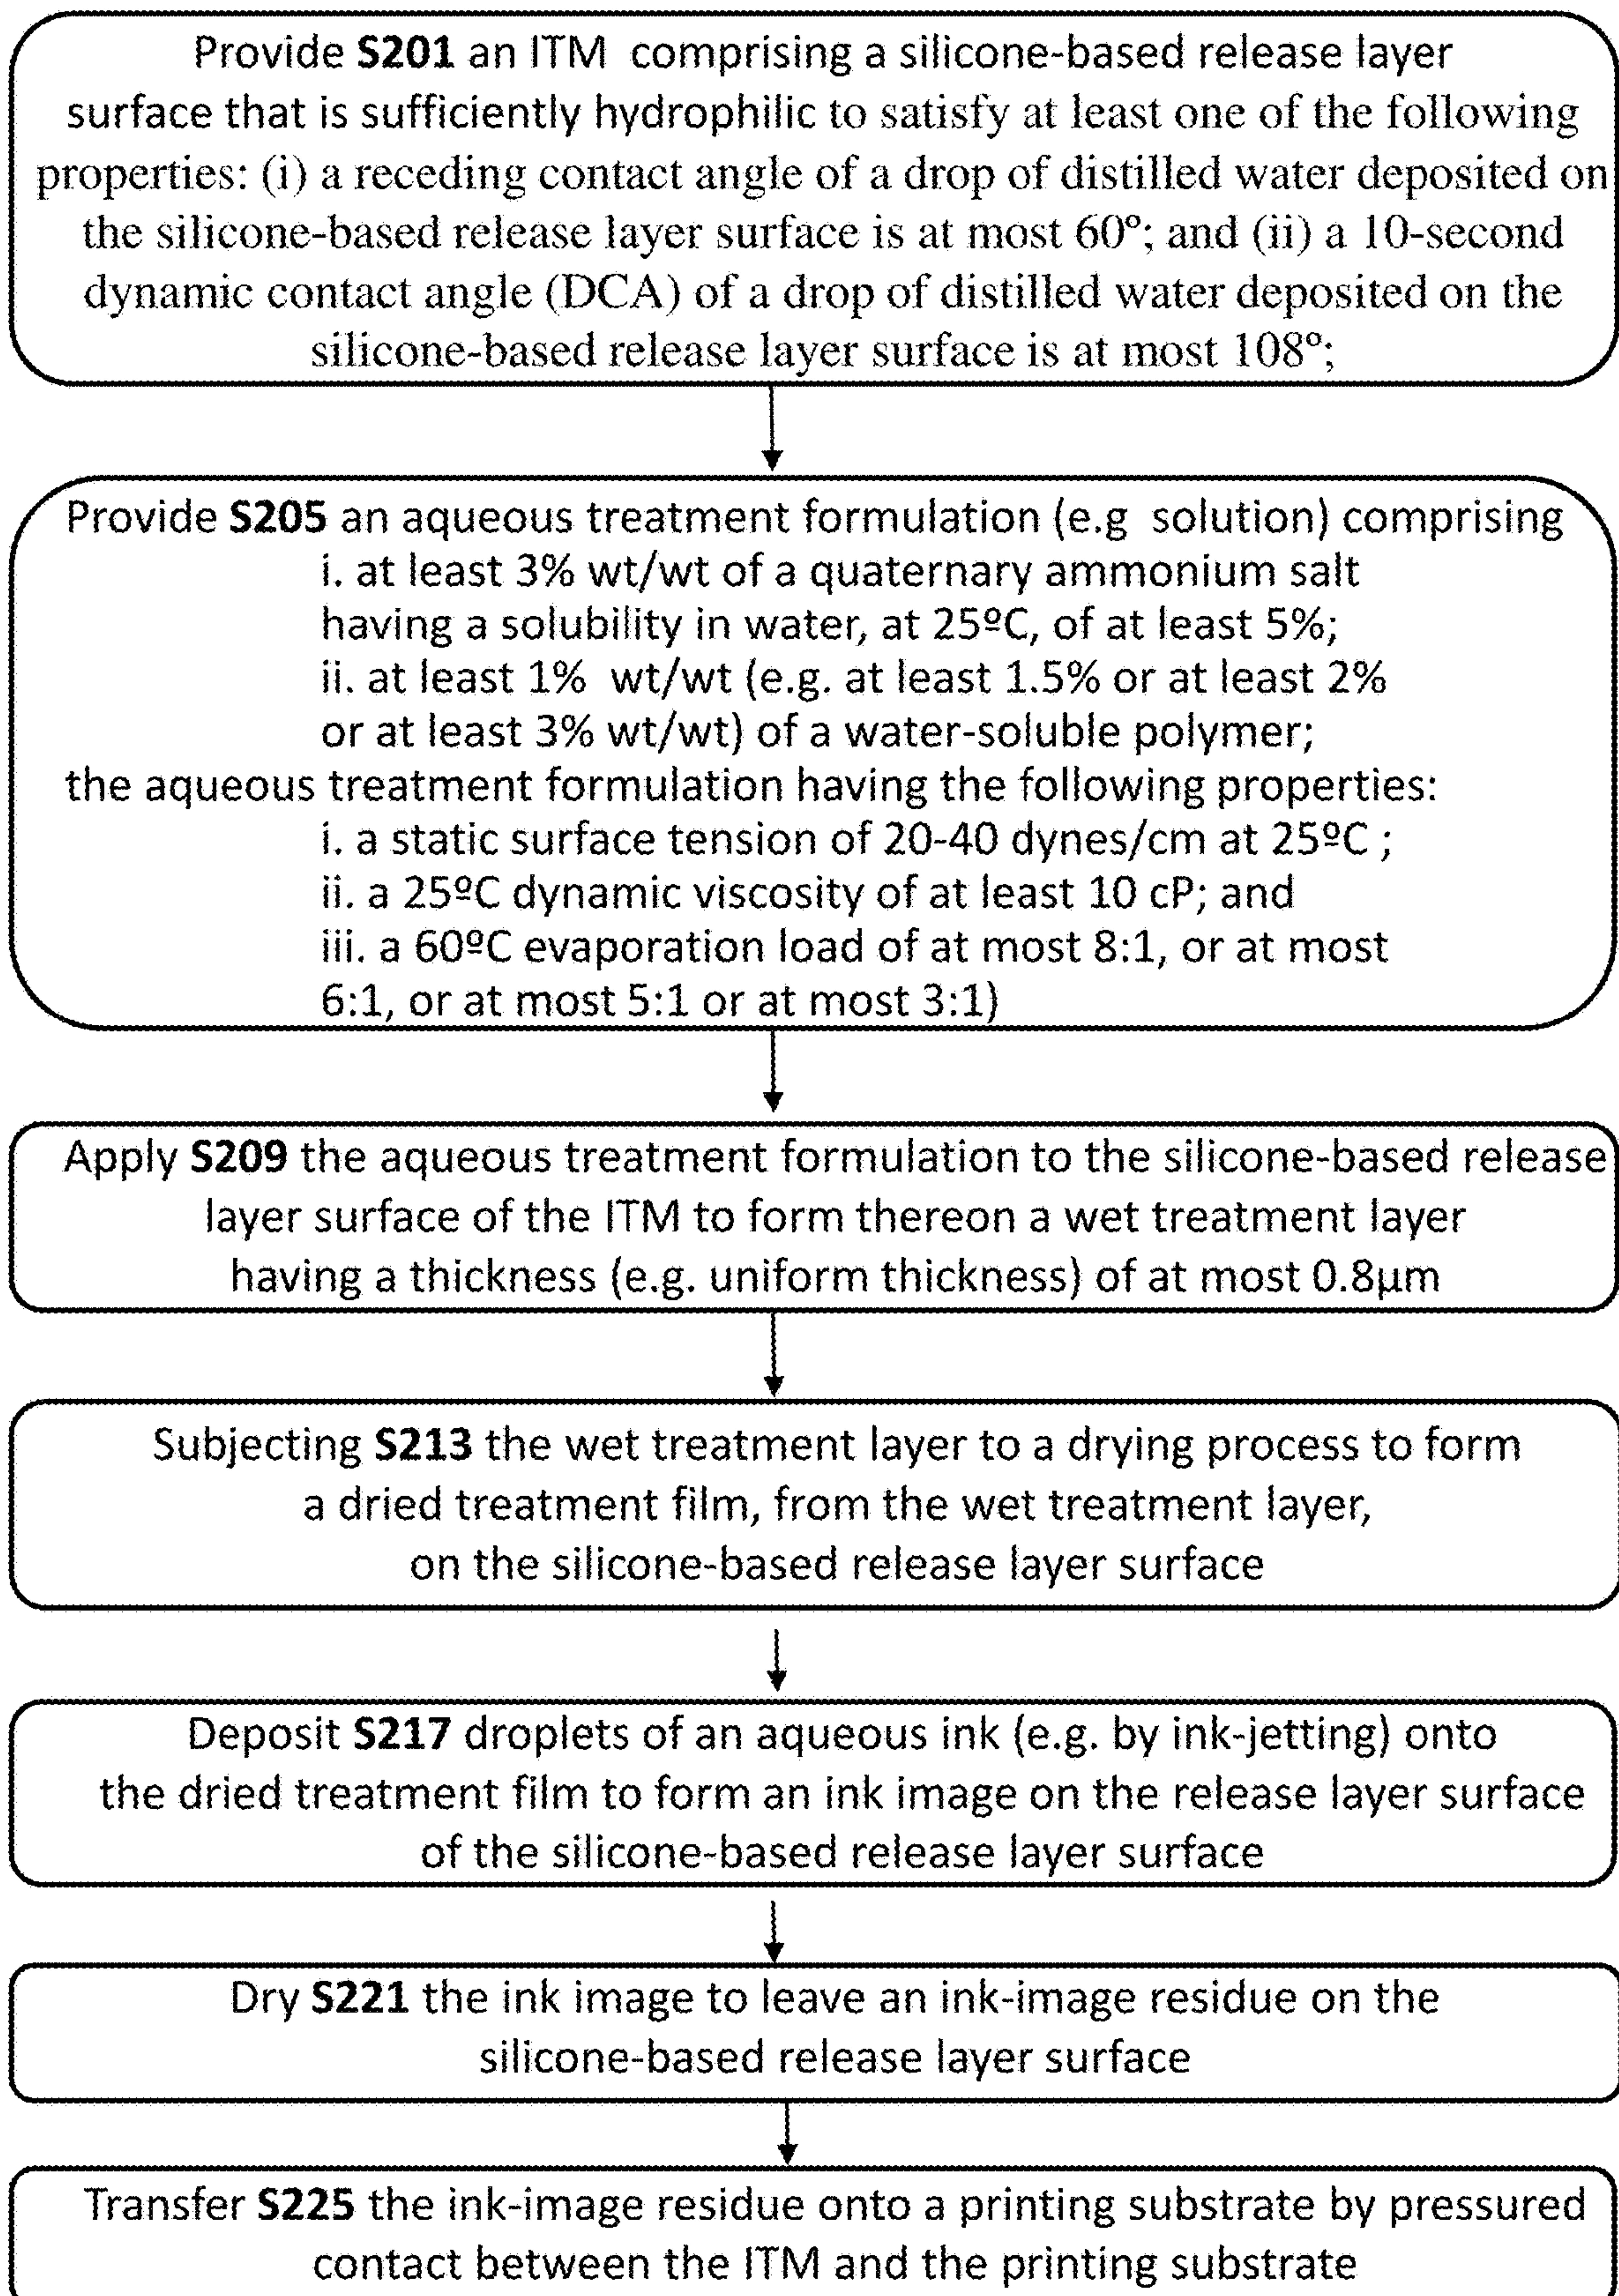 Provide S201 an ITM comprising a silicone-based release layer
surface that is sufficiently hydrophilic to satisfy at least one of the following
properties: (i) a receding contact angle of a drop of distilled water deposited on
the silicone-based release layer surface is at most 60º; and (ii) a 10-second
dynamic contact angle (DCA) of a drop of distilled water deposited on the
silicone-based release layer surface is at most 108º;
Provide S205 an aqueous treatment formulation (e.g solution) comprising
i. at least 3% wt/wt of a quaternary ammonium salt
having a solubility in water, at 25ºC, of at least 5%;
ii. at least 1% wt/wt (e.g. at least 1.5% or at least 2%
or at least 3% wt/wt) of a water-soluble polymer;
the aqueous treatment formulation having the following properties:
i. a static surface tension of 20-40 dynes/cm at 25ºC ;
ii. a 25ºC dynamic viscosity of at least 10 cP; and
iii. a 60ºC evaporation load of at most 8:1, or at most
6:1, or at most 5:1 or at most 3:1)
Apply S209 the aqueous treatment formulation to the silicone-based release
layer surface of the ITM to form thereon a wet treatment layer
having a thickness (e.g. uniform thickness) of at most 0.8µm
Subjecting S213 the wet treatment layer to a drying process to form
a dried treatment film, from the wet treatment layer,
on the silicone-based release layer surface
Deposit S217 droplets of an aqueous ink (e.g. by ink-jetting) onto
the dried treatment film to form an ink image on the release layer surface
of the silicone-based release layer surface
Dry S221 the ink image to leave an ink-image residue on the
silicone-based release layer surface
Transfer S225 the ink-image residue onto a printing substrate by pressured
contact between the ITM and the printing substrate